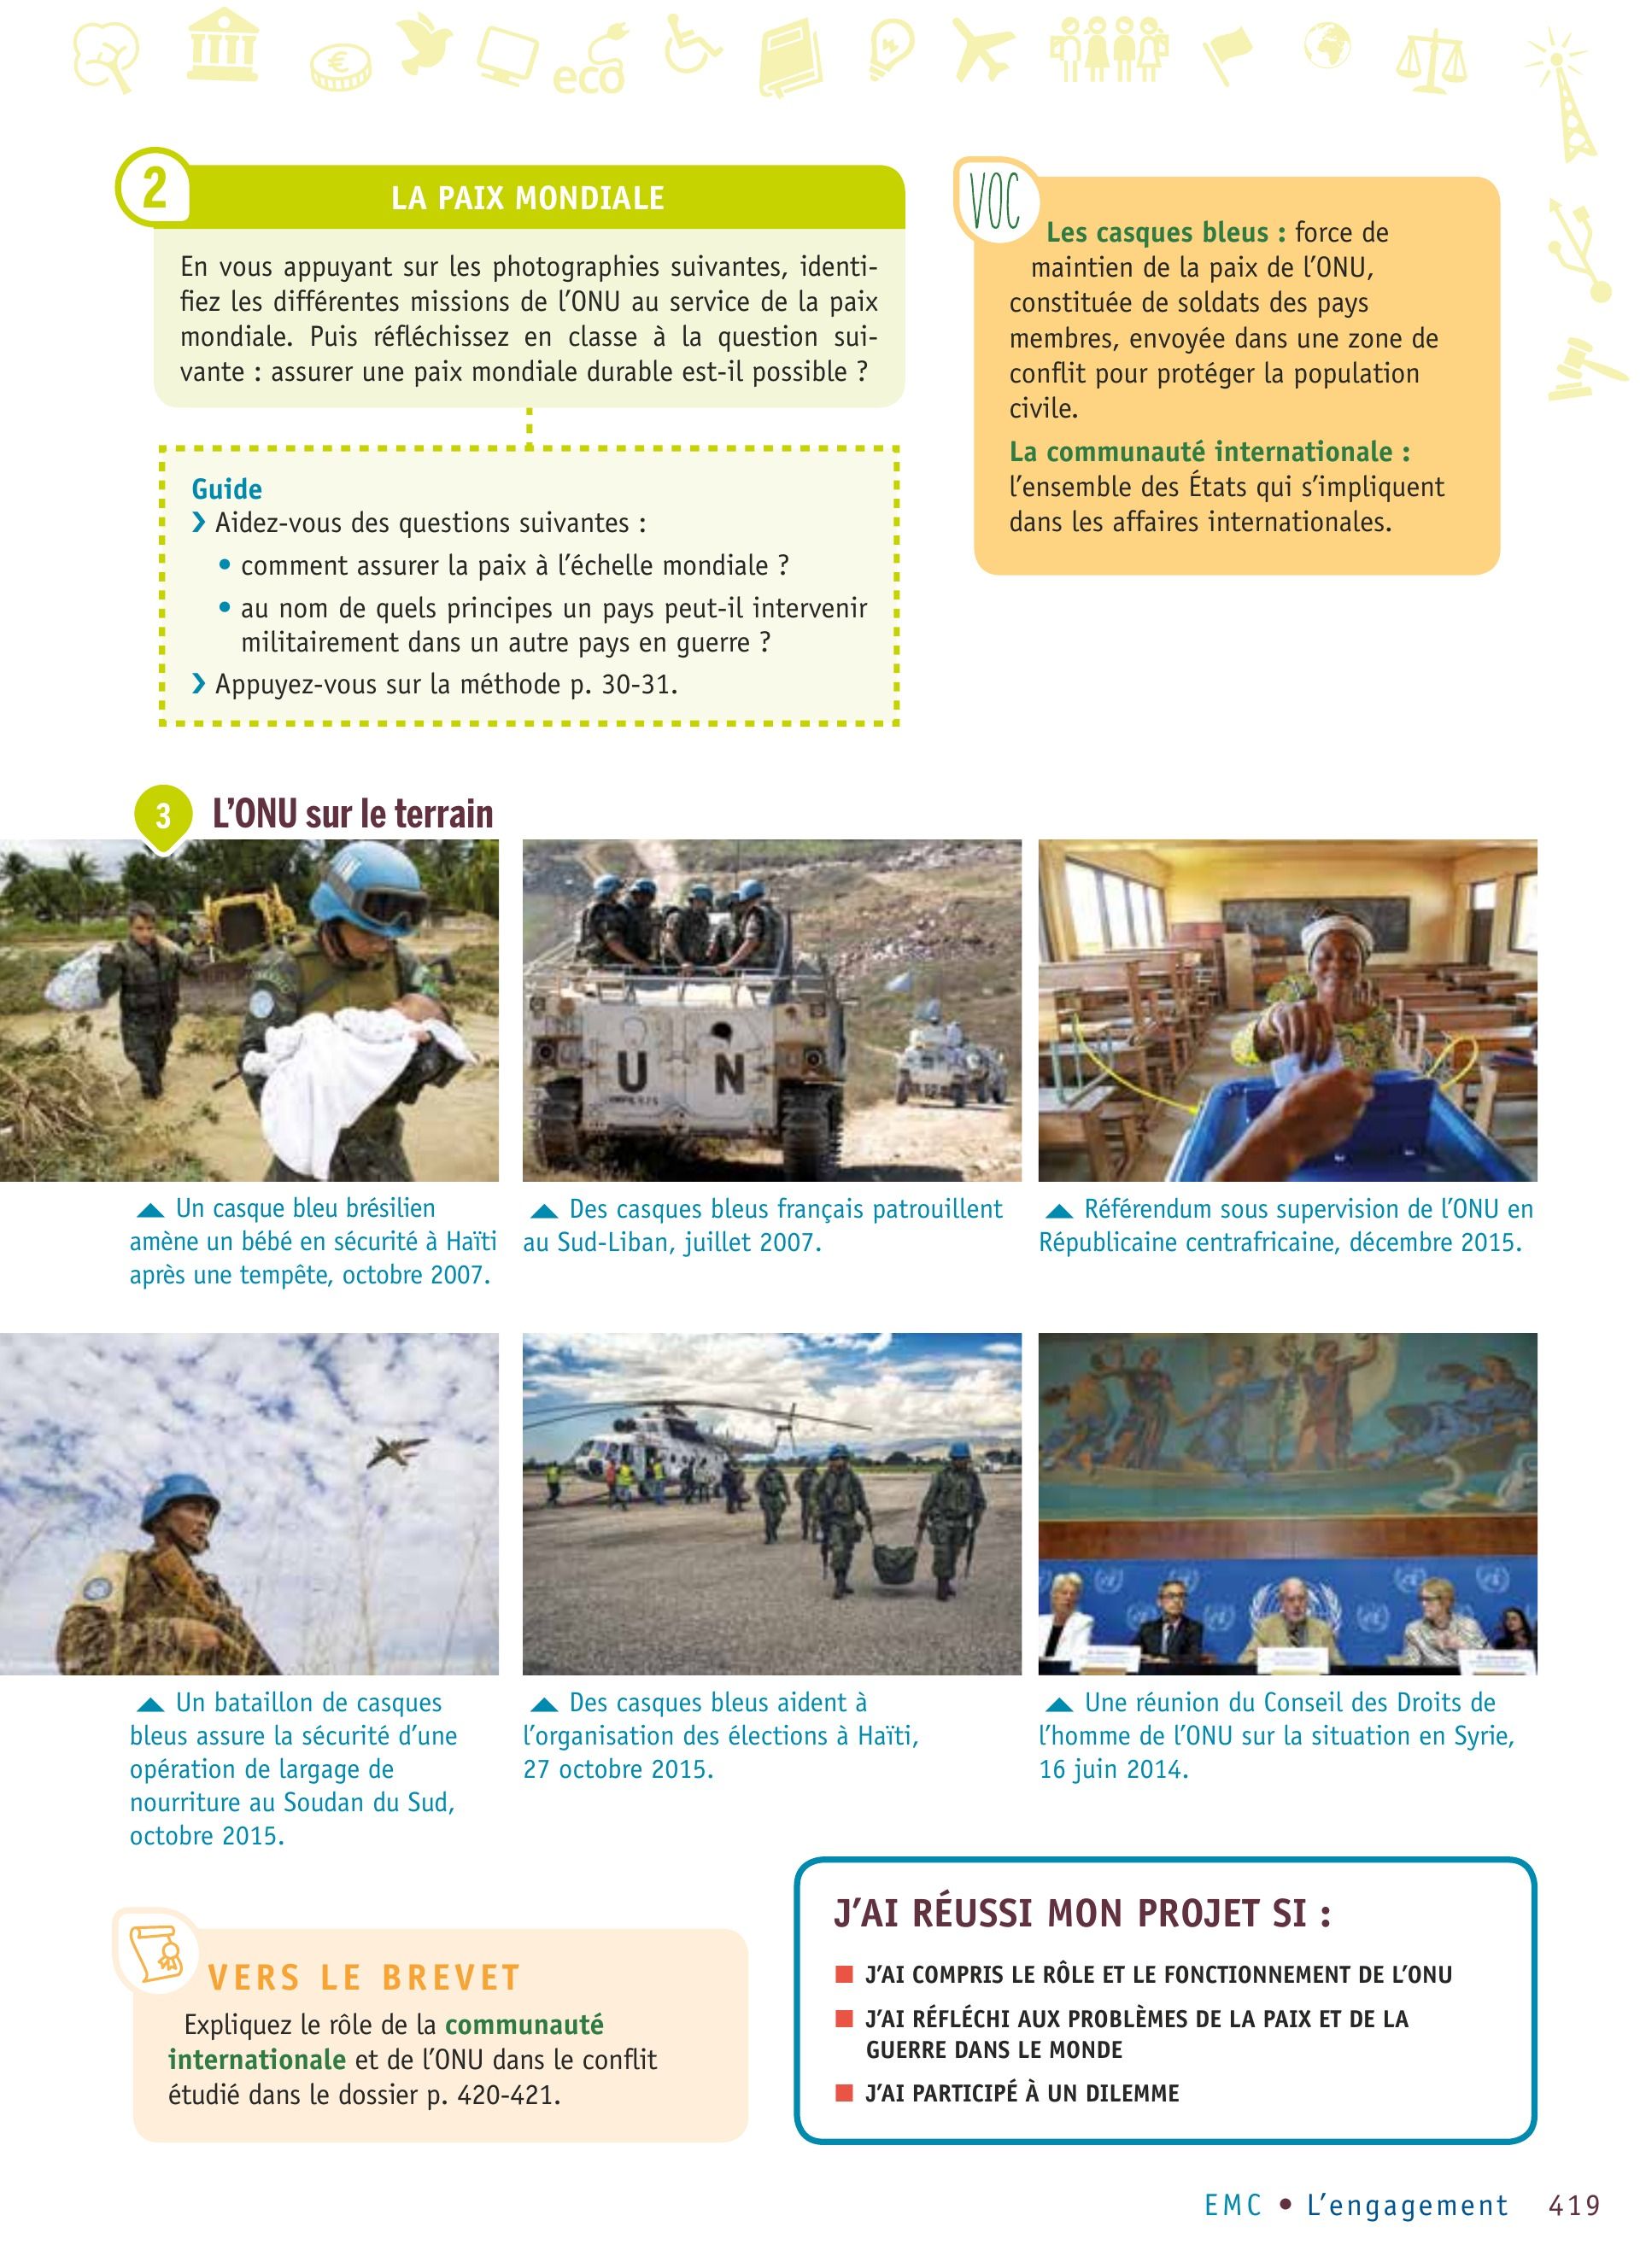 eco
2
LA PAIX MONDIALE
En vous appuyant sur les photographies suivantes, identi-
fiez les différentes missions de l’ONU au service de la paix
mondiale. Puis réfléchissez en classe à la question sui-
vante : assurer une paix mondiale durable est-il possible ?
Guide
› Aidez-vous des questions suivantes :
• comment assurer la paix à l’échelle mondiale ?
• au nom de quels principes un pays peut-il intervenir
militairement dans un autre pays en guerre ?
› Appuyez-vous sur la méthode p. 30-31.
VOC
Les casques bleus : force de
maintien de la paix de l’ONU,
constituée de soldats des pays
membres, envoyée dans une zone de
conflit pour protéger la population
civile.
La communauté internationale :
l’ensemble des États qui s’impliquent
dans les affaires internationales.
3 L’ONU sur le terrain
U N
Un casque bleu brésilien
amène un bébé en sécurité à Haïti
après une tempête, octobre 2007.
Des casques bleus français patrouillent
au Sud-Liban, juillet 2007.
Référendum sous supervision de l’ONU en
Républicaine centrafricaine, décembre 2015.
Un bataillon de casques
bleus assure la sécurité d’une
opération de largage de
nourriture au Soudan du Sud,
octobre 2015.
Des casques bleus aident à
l’organisation des élections à Haïti,
27 octobre 2015.
Une réunion du Conseil des Droits de
l’homme de l’ONU sur la situation en Syrie,
16 juin 2014.
VERS LE BREVET
Expliquez le rôle de la communauté
internationale et de l’ONU dans le conflit
étudié dans le dossier p. 420-421.
J’AI RÉUSSI MON PROJET SI :
■ J’AI COMPRIS LE RÔLE ET LE FONCTIONNEMENT DE L’ONU
■ J’AI RÉFLÉCHI AUX PROBLÈMES DE LA PAIX ET DE LA
GUERRE DANS LE MONDE
■ J’AI PARTICIPÉ À UN DILEMME
EMC • L’engagement 419